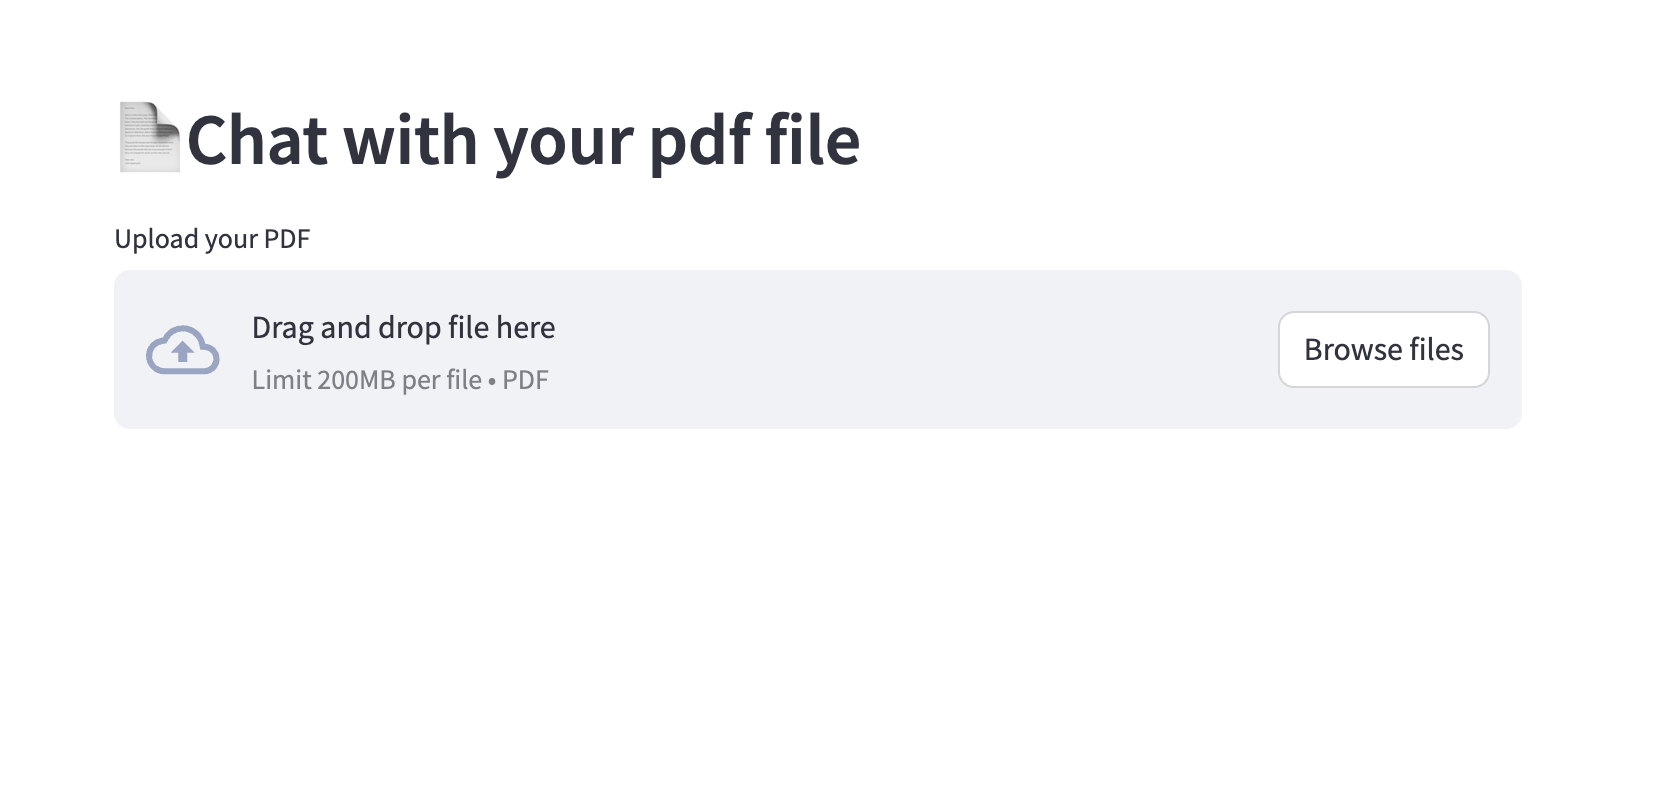 Chat with your pdf file
Upload your PDF
Drag and drop file here
Limit 200MB per file • PDF
Browse files